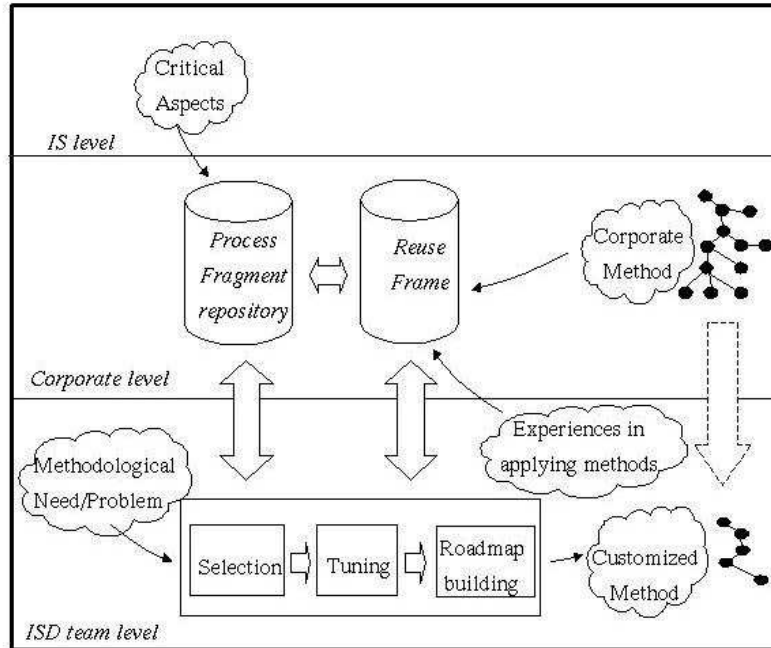 Critical
Aspects
IS level
Process
Fragment
repository
Reuse
Frame
Corporate
Method
Corporate level
Experiences in
applying methods
Methodological
Need/Problem
Selection
Tuning
Roadmap
building
Customized
Method
ISD team level